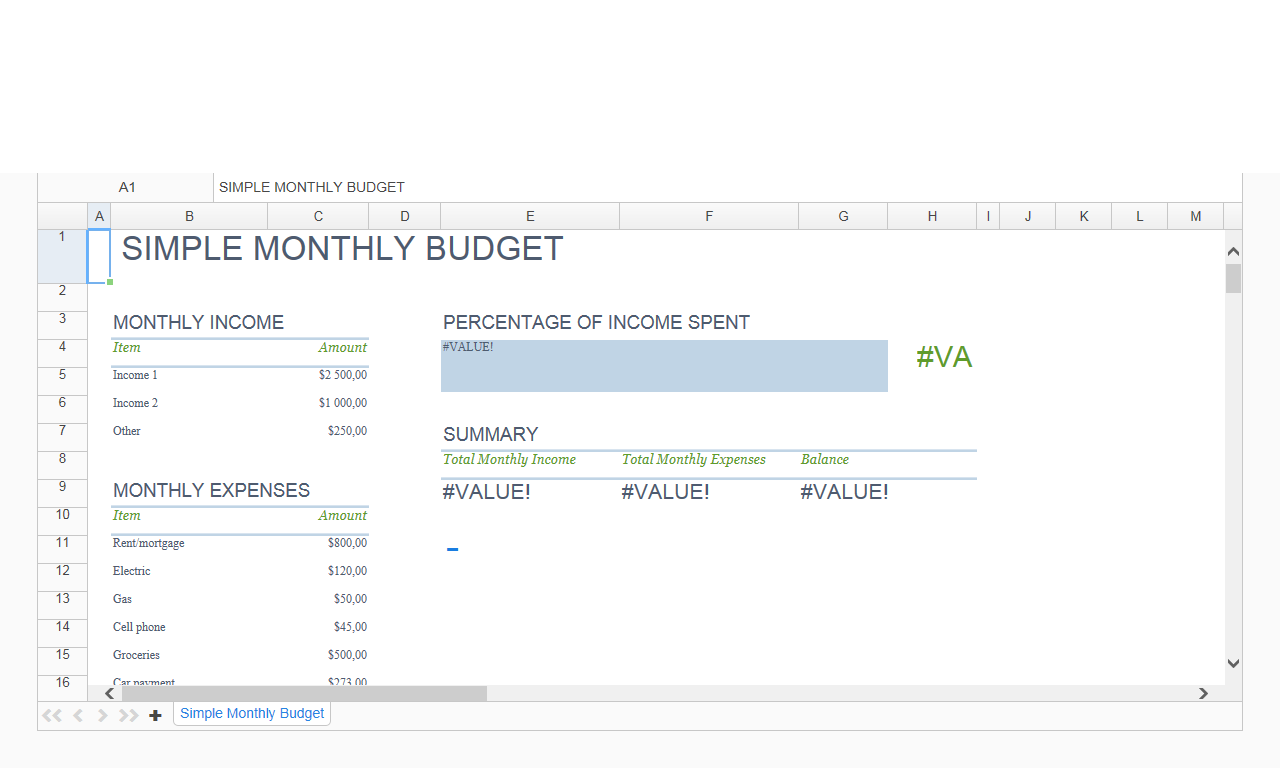 A1 SIMPLE MONTHLY BUDGET
A B C D E F G H I J K L M
1 SIMPLE MONTHLY BUDGET
2
3 MONTHLY INCOME PERCENTAGE OF INCOME SPENT
4 Item Amount #VALUE! #VA
5 Income 1 $2 500,00
6 Income 2 $1 000,00
7 Other $250,00 SUMMARY
8 Total Monthly Income Total Monthly Expenses Balance
9 MONTHLY EXPENSES #VALUE! #VALUE! #VALUE!
10 Item Amount
11 Rent/mortgage $800,00
12 Electric $120,00
13 Gas $50,00
14 Cell phone $45,00
15 Groceries $500,00
16 Car payment $273,00
Simple Monthly Budget